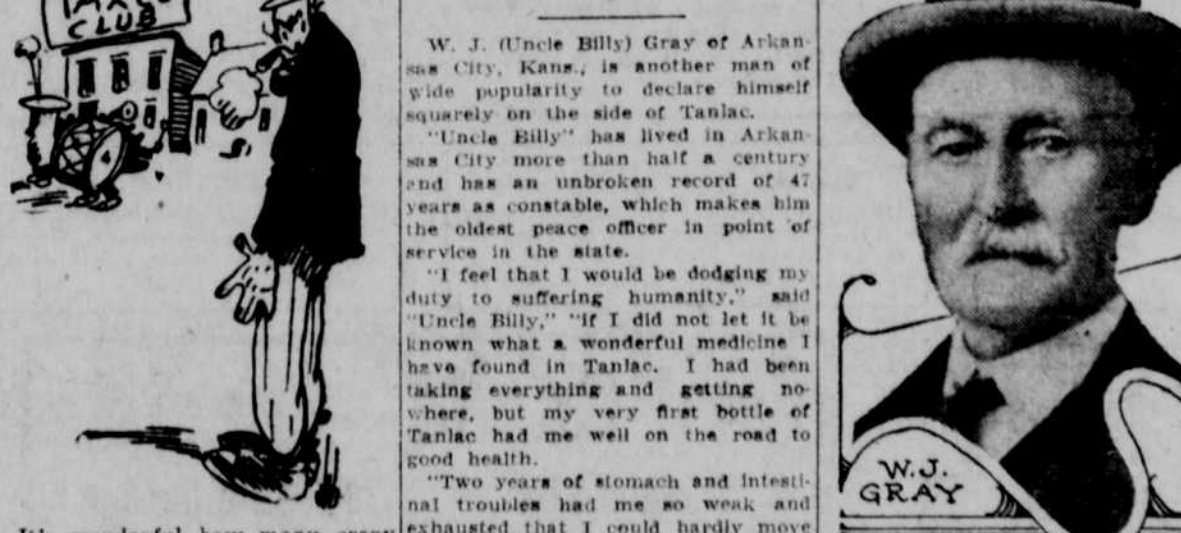 CLUB
W. J. (Uncle Billy) Gray of Arkan-
sas City, Kans., is another man of
wide popularity to declare himself
squarely on the side of Tanlac.
"Uncle Billy" has lived in Arkan-
sas City more than half a century
and has an unbroken record of 47
years as constable, which makes him
the oldest peace officer in point of
service in the state.
"I feel that I would be dodging my
duty to suffering humanity," said
"Uncle Billy," "if I did not let it be
known what a wonderful medicine I
have found in Tanlac. I had been
taking everything and getting no-
where, but my very first bottle of
Tanlac had me well on the road to
good health.
"Two years of stomach and intesti-
nal troubles had me so weak and
exhausted that I could hardly move
It's wonderful how many
W. J.
GRAY